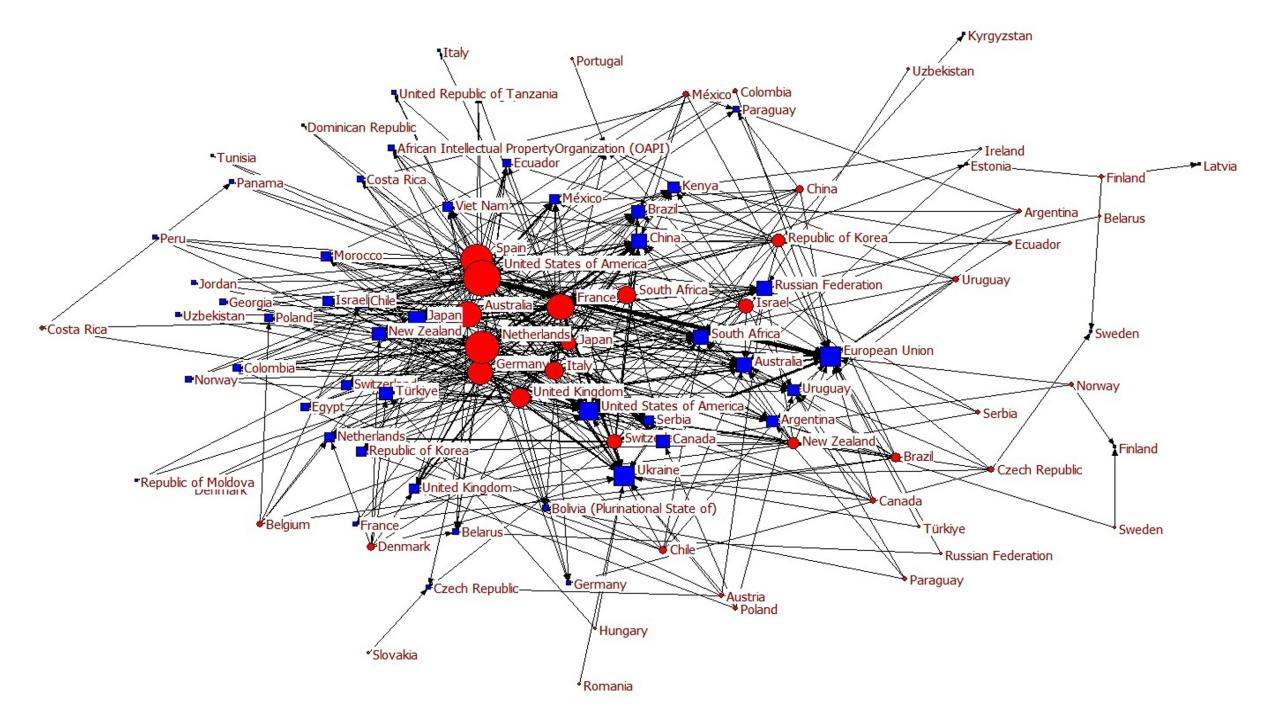 Kyrgyzstan
Italy
Portugal
Uzbekistan
United Republic of Tanzania
México
Colombia
Paraguay
Dominican Republic
African Intellectual PropertyOrganization (OAPI)
Ireland
Tunisia
Ecuador
Estonia
Latvia
Panama
Costa Rica
Finland
Kenya
China
Viet Nam
México
Brazil
Argentina
Belarus
Peru
China
Republic of Korea
Ecuador
Spain
Morocco
United States of America
Jordan
Russian Federation
Uruguay
South Africa
Georgia
Israel
Chile
Australia
France
Israel
Uzbekistan
Poland
Japan
Costa Rica
New Zealand
Netherlands
Japan
South Africa
Sweden
European Union
Colombia
Germany
Italy
Australia
Norway
Switzerland
Türkiye
United Kingdom
Uruguay
Norway
Egypt
United States of America
Serbia
Serbia
Argentina
Netherlands
Switze
Canada
New Zealand
Finland
Republic of Korea
Brazil
Ukraine
Czech Republic
Republic of Moldova
Denmark
United Kingdom
Canada
Bolivia (Plurinational State of)
Belgium
France
Belarus
Türkiye
Sweden
Denmark
Chile
Russian Federation
Czech Republic
Germany
Paraguay
Austria
Poland
Hungary
Slovakia
Romania